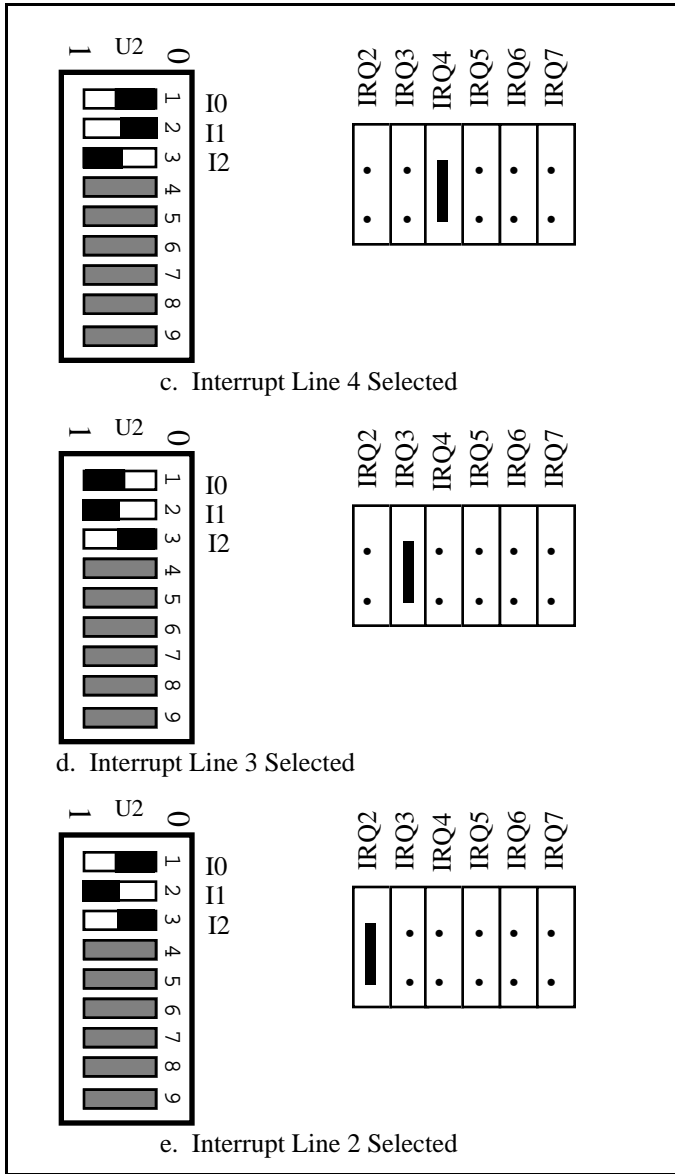 1 U2 0
IRQ2 IRQ3 IRQ4 IRQ5 IRQ6 IRQ7
1 I0
2 I1
3 I2
4
5
6
7
8
9
c. Interrupt Line 4 Selected
1 U2 0
IRQ2 IRQ3 IRQ4 IRQ5 IRQ6 IRQ7
1 I0
2 I1
3 I2
4
5
6
7
8
9
d. Interrupt Line 3 Selected
1 U2 0
IRQ2 IRQ3 IRQ4 IRQ5 IRQ6 IRQ7
1 I0
2 I1
3 I2
4
5
6
7
8
9
e. Interrupt Line 2 Selected